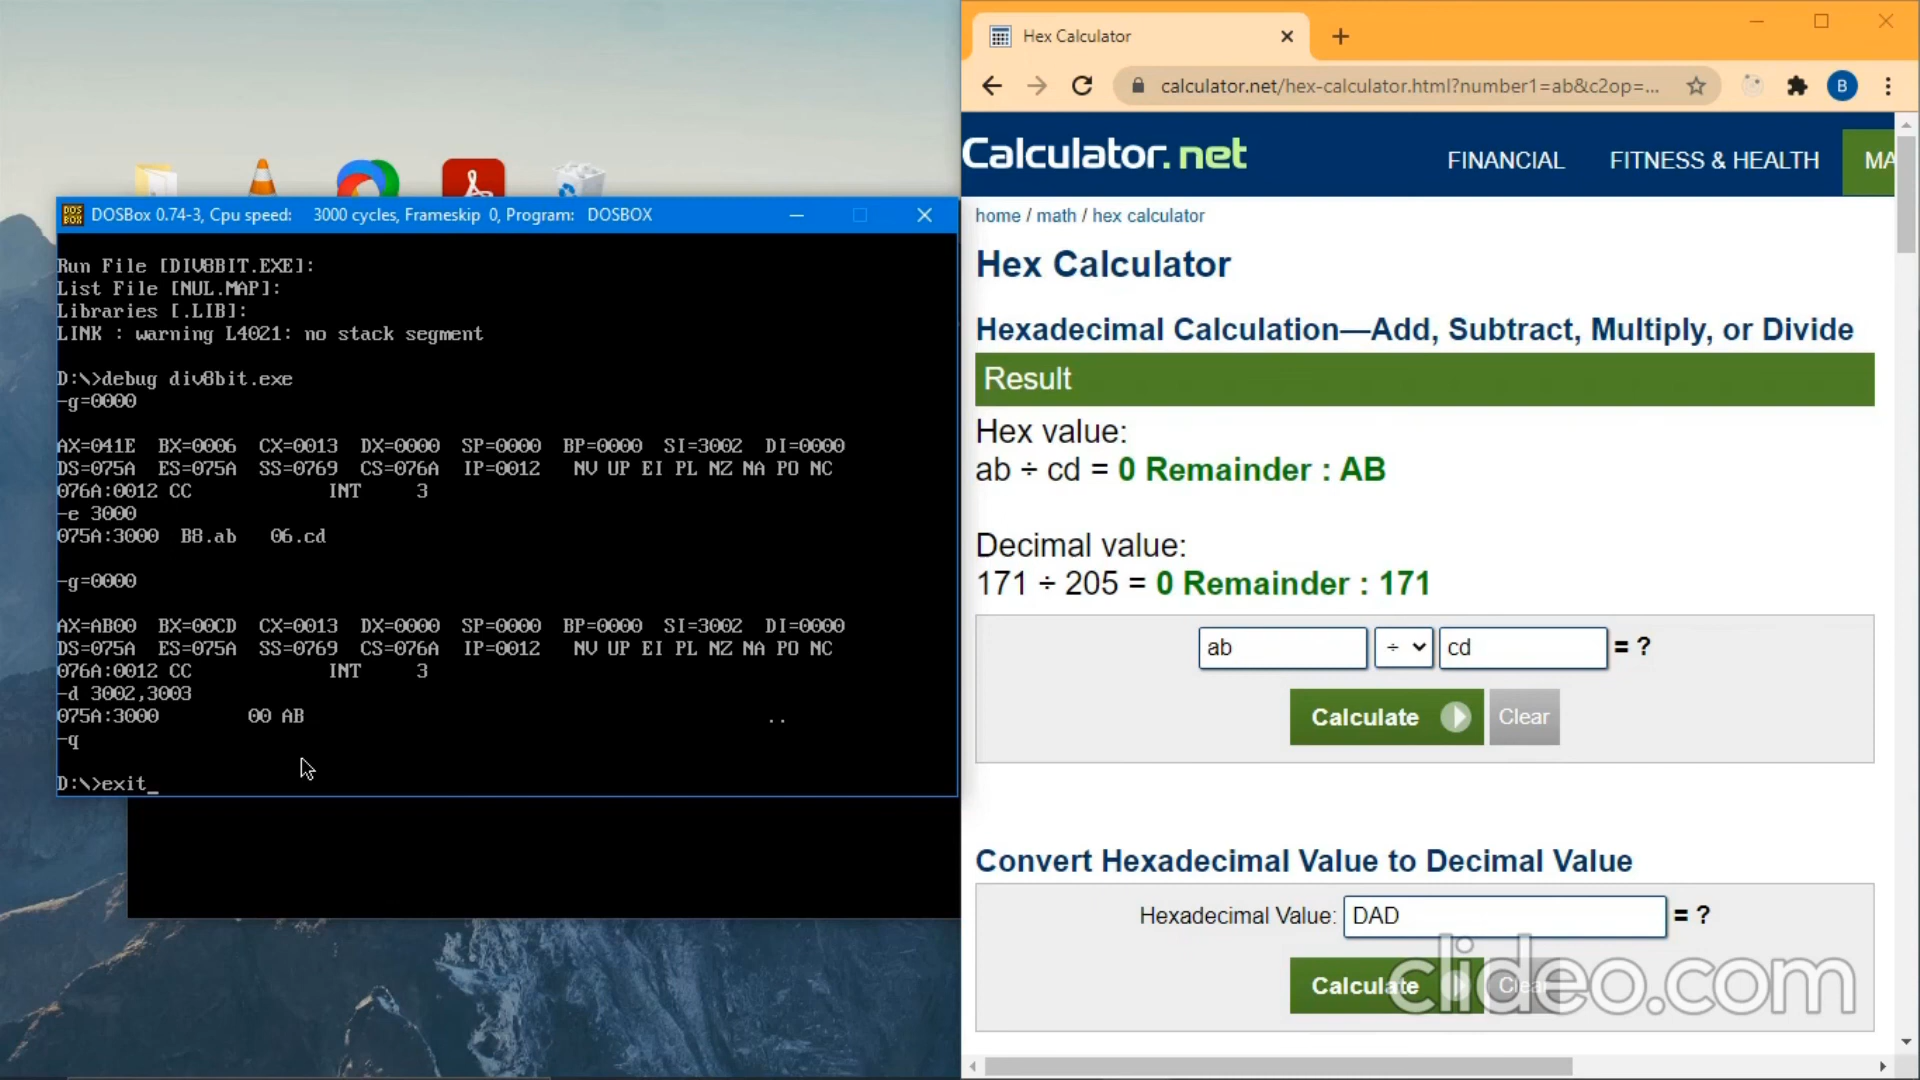 DOSBox 0.74-3, Cpu speed: 3000 cycles, Frameskip 0, Program: DOSBOX
Run File [DIV8BIT.EXE]:
List File [NUL.MAP]:
Libraries [.LIB]:
LINK : warning L4021: no stack segment
D:\>debug div8bit.exe
-g=0000
AX=041E BX=0006 CX=0013 DX=0000 SP=0000 BP=0000 SI=3002 DI=0000
DS=075A ES=075A SS=0769 CS=076A IP=0012 NV UP EI PL NZ NA PO NC
076A:0012 CC INT 3
-e 3000
075A:3000 B8.ab 06.cd
-g=0000
AX=AB00 BX=00CD CX=0013 DX=0000 SP=0000 BP=0000 SI=3002 DI=0000
DS=075A ES=075A SS=0769 CS=076A IP=0012 NV UP EI PL NZ NA PO NC
076A:0012 CC INT 3
-d 3002,3003
075A:3000 00 AB ..
-q
D:\>exit_
Hex Calculator
calculator.net/hex-calculator.html?number1=ab&c2op=...
B
Calculator.net
FINANCIAL FITNESS & HEALTH MA
home / math / hex calculator
Hex Calculator
Hexadecimal Calculation—Add, Subtract, Multiply, or Divide
Result
Hex value:
ab ÷ cd = 0 Remainder : AB
Decimal value:
171 ÷ 205 = 0 Remainder : 171
ab ÷ cd = ?
Calculate Clear
Convert Hexadecimal Value to Decimal Value
Hexadecimal Value: DAD = ?
Calculate Clear
clideo.com